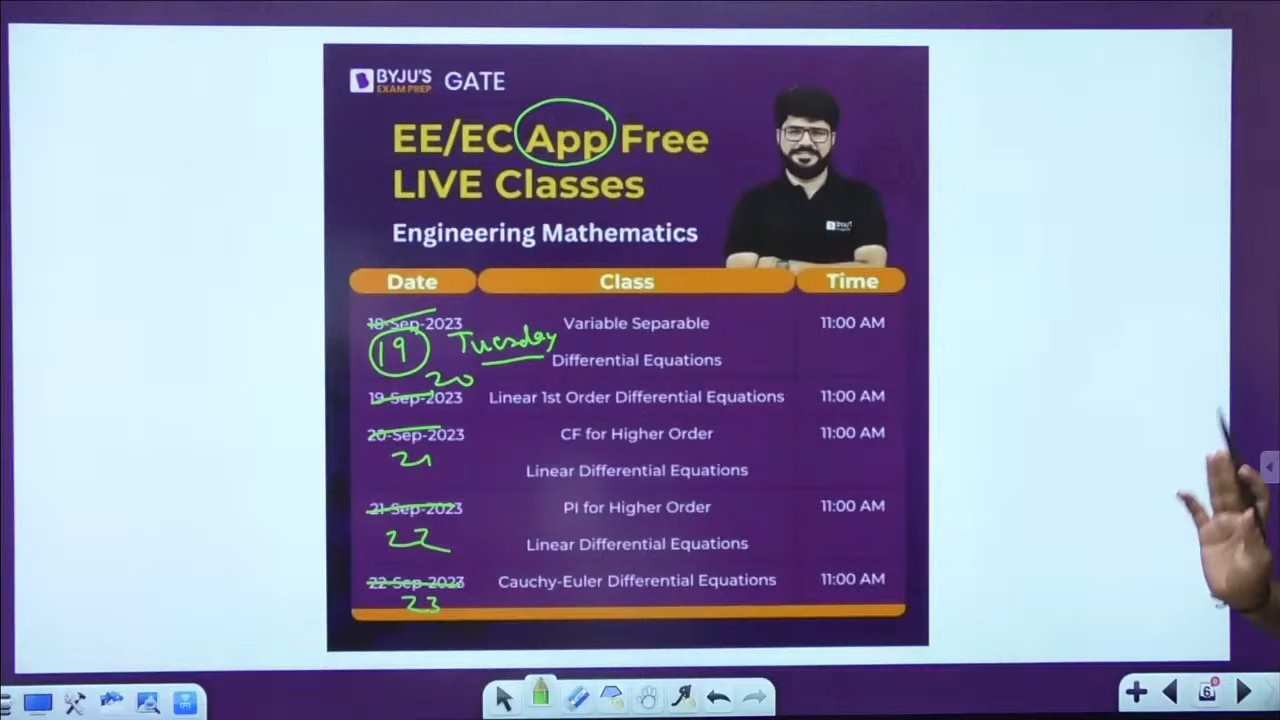 BYJU'S EXAM PREP GATE
EE/EC App Free
LIVE Classes
Engineering Mathematics
Date Class Time
18-Sep-2023 Variable Separable 11:00 AM
19 Tuesday Differential Equations
20
19-Sep-2023 Linear 1st Order Differential Equations 11:00 AM
20-Sep-2023 CF for Higher Order 11:00 AM
21 Linear Differential Equations
21-Sep-2023 PI for Higher Order 11:00 AM
22 Linear Differential Equations
22-Sep-2023 Cauchy-Euler Differential Equations 11:00 AM
23
6